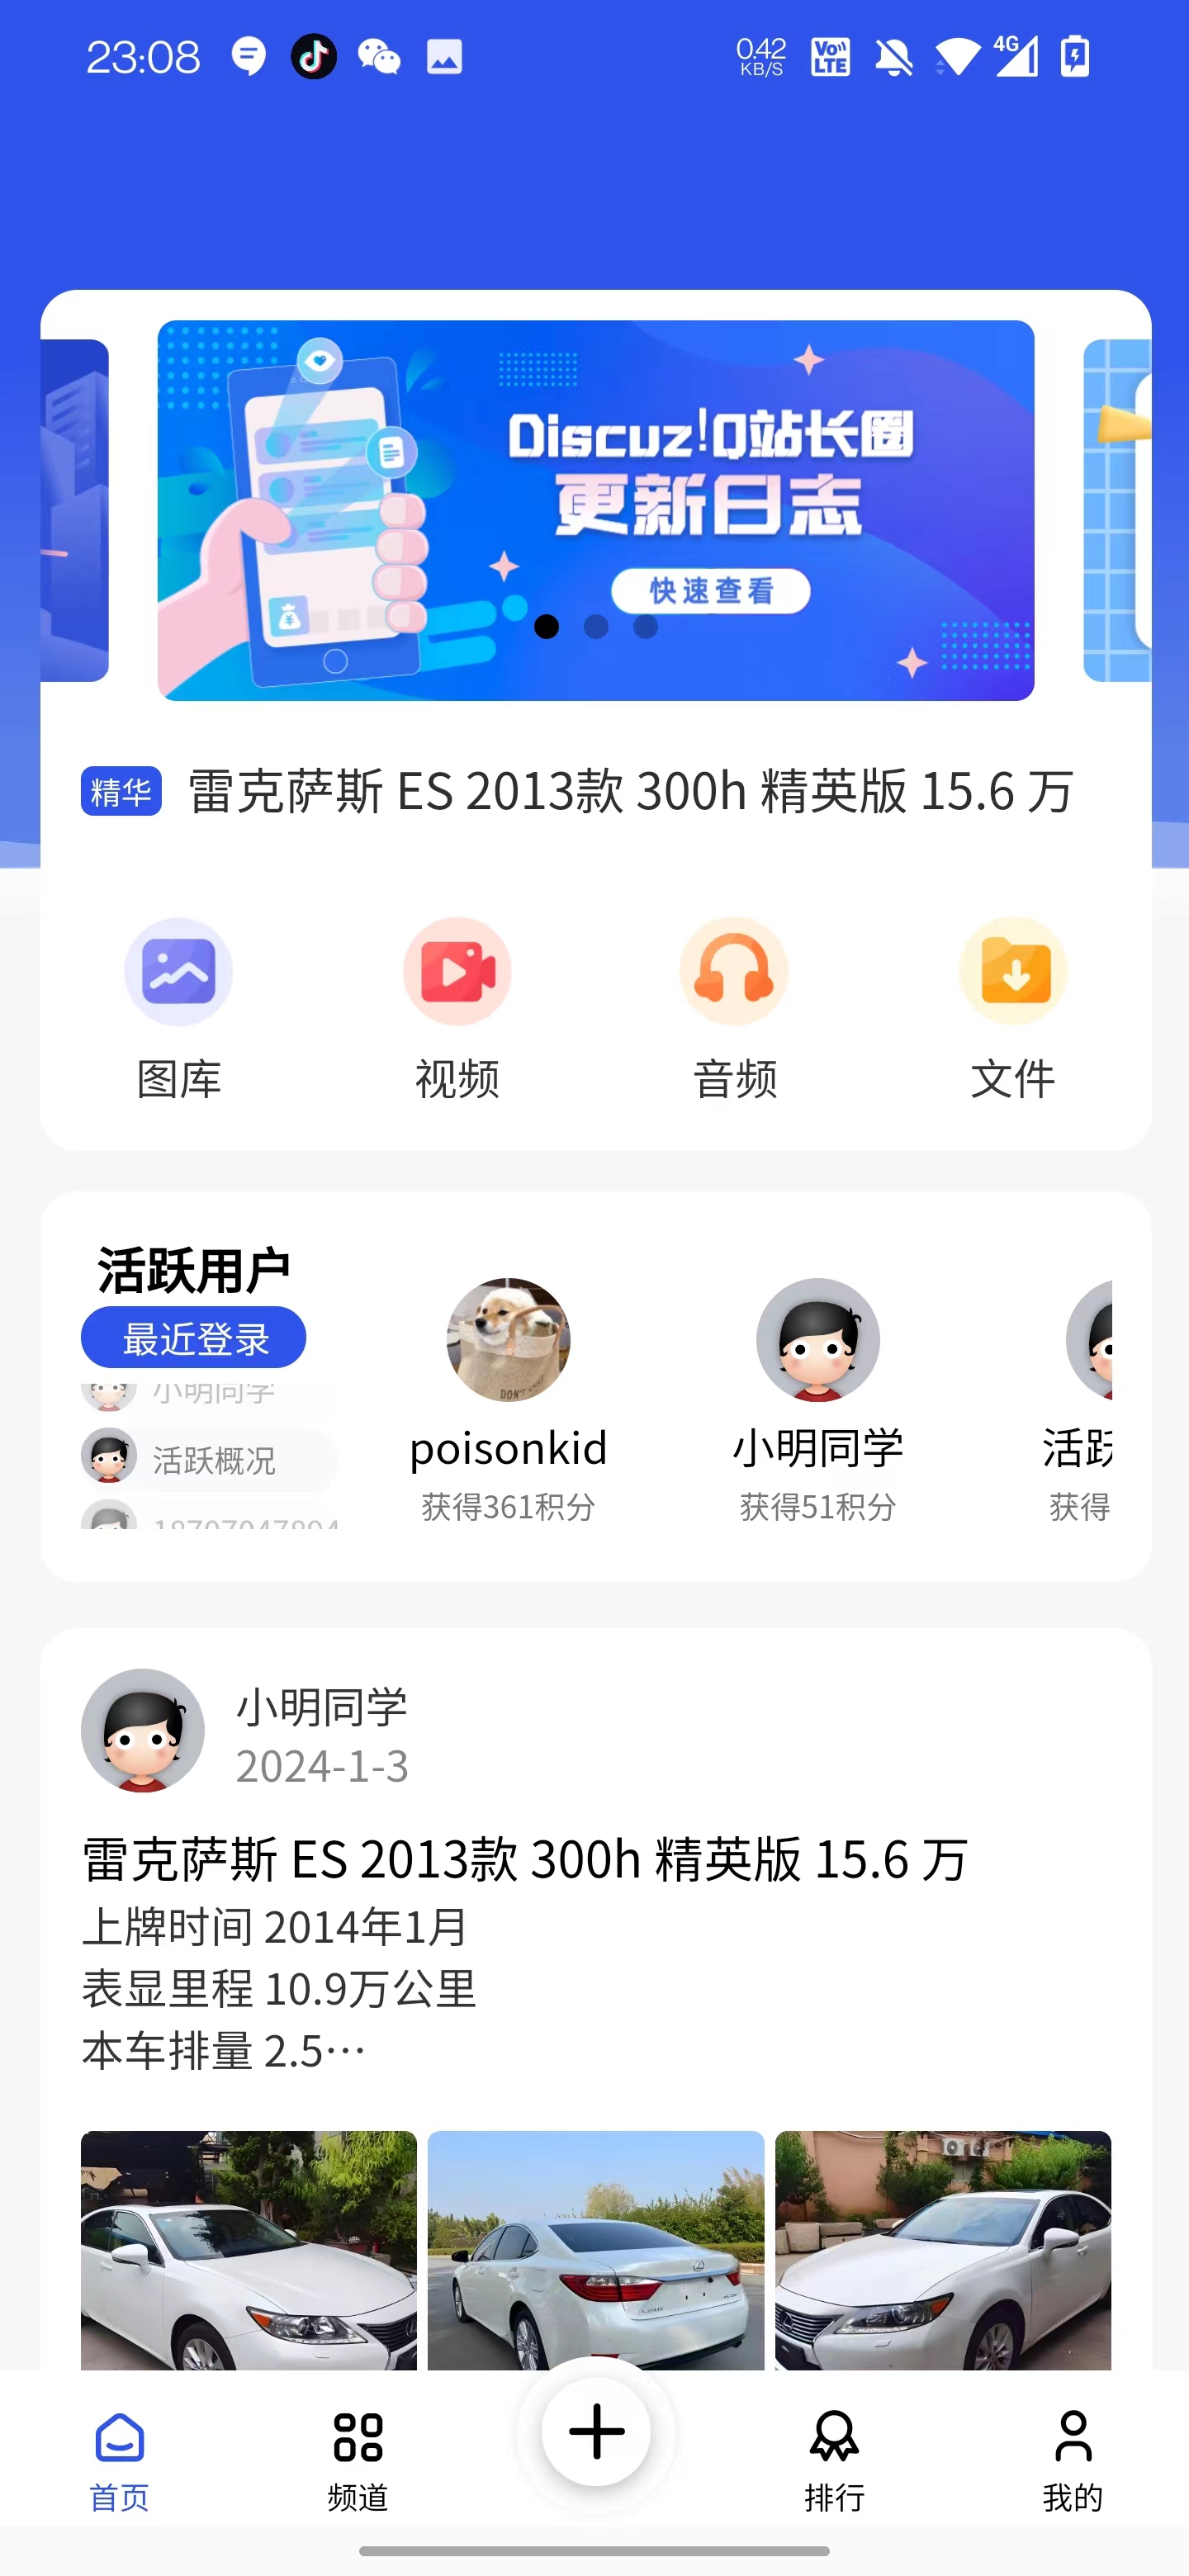 23:08
0.42
KB/S
Vo))
LTE
4G
Discuz!Q站长圈
更新日志
快速查看
精华 雷克萨斯 ES 2013款 300h 精英版 15.6 万
图库 视频 音频 文件
活跃用户
最近登录
小明同学
活跃概况
18707047894
poisonkid
获得361积分
小明同学
获得51积分
活跃
获得
小明同学
2024-1-3
雷克萨斯 ES 2013款 300h 精英版 15.6 万
上牌时间 2014年1月
表显里程 10.9万公里
本车排量 2.5…
首页 频道 排行 我的